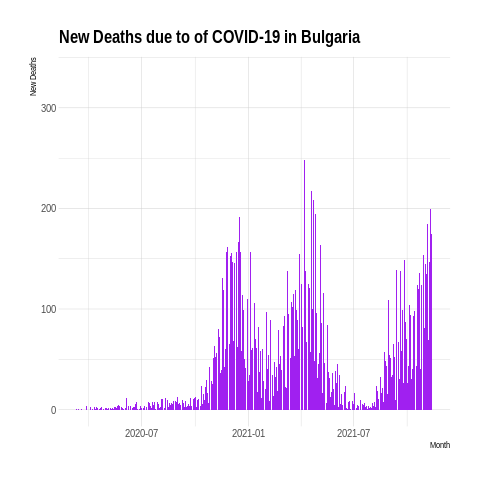 New Deaths due to of COVID-19 in Bulgaria
New Deaths
300
200
100
0
2020-07
2021-01
2021-07
Month